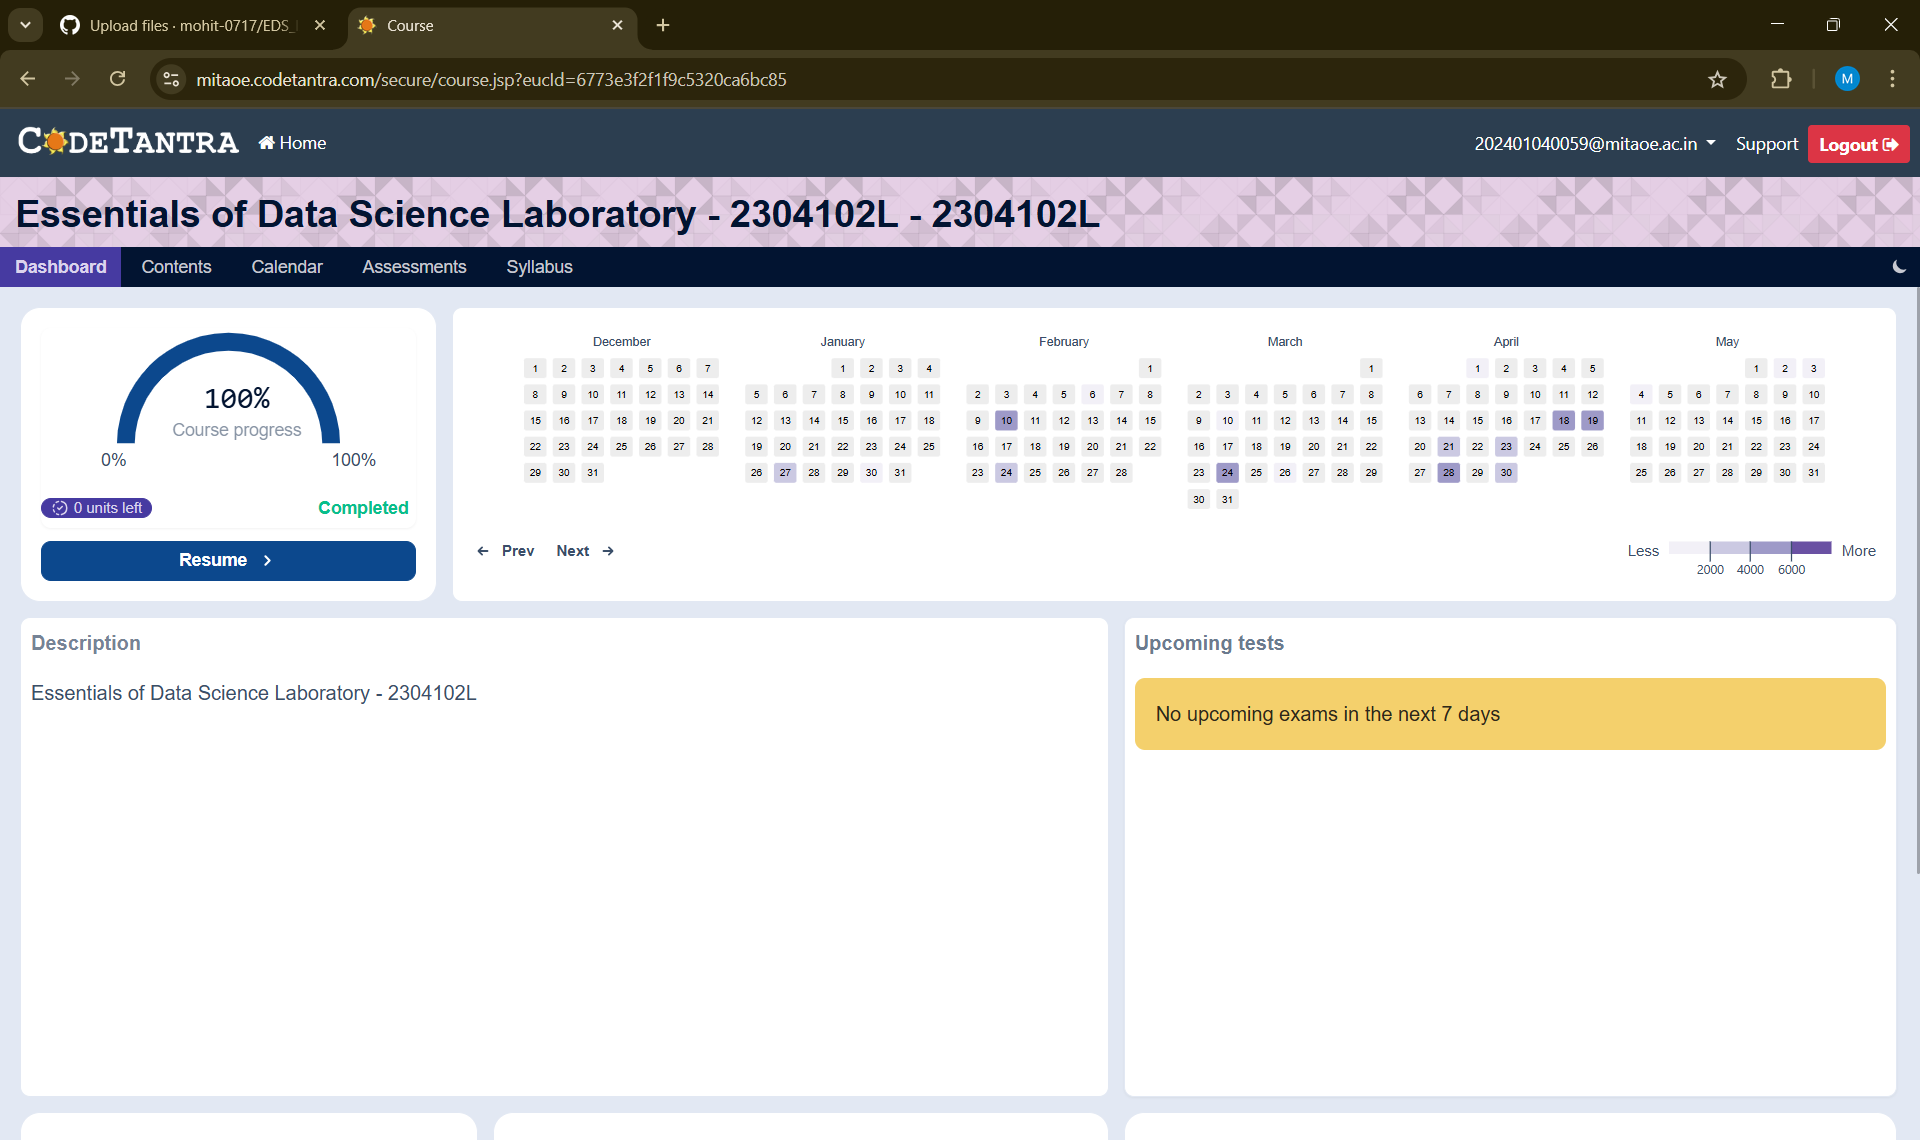 Upload files · mohit-0717/EDS_
Course
mitaoe.codetantra.com/secure/course.jsp?eucId=6773e3f2f1f9c5320ca6bc85
M
CODETANTRA
Home
202401040059@mitaoe.ac.in
Support
Logout
Essentials of Data Science Laboratory - 2304102L - 2304102L
Dashboard
Contents
Calendar
Assessments
Syllabus
100%
Course progress
0%
100%
0 units left
Completed
Resume
December
1 2 3 4 5 6 7
8 9 10 11 12 13 14
15 16 17 18 19 20 21
22 23 24 25 26 27 28
29 30 31
January
1 2 3 4
5 6 7 8 9 10 11
12 13 14 15 16 17 18
19 20 21 22 23 24 25
26 27 28 29 30 31
February
1
2 3 4 5 6 7 8
9 10 11 12 13 14 15
16 17 18 19 20 21 22
23 24 25 26 27 28
March
1
2 3 4 5 6 7 8
9 10 11 12 13 14 15
16 17 18 19 20 21 22
23 24 25 26 27 28 29
30 31
April
1 2 3 4 5
6 7 8 9 10 11 12
13 14 15 16 17 18 19
20 21 22 23 24 25 26
27 28 29 30
May
1 2 3
4 5 6 7 8 9 10
11 12 13 14 15 16 17
18 19 20 21 22 23 24
25 26 27 28 29 30 31
← Prev
Next →
Less
More
2000 4000 6000
Description
Essentials of Data Science Laboratory - 2304102L
Upcoming tests
No upcoming exams in the next 7 days